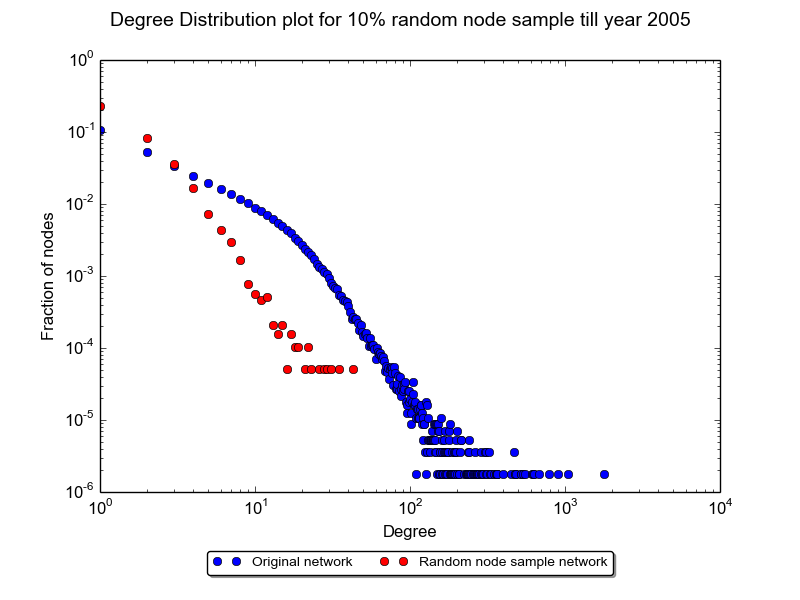 Degree Distribution plot for 10% random node sample till year 2005
Fraction of nodes
10^0
10^-1
10^-2
10^-3
10^-4
10^-5
10^-6
10^0 10^1 10^2 10^3 10^4
Degree
Original network Random node sample network